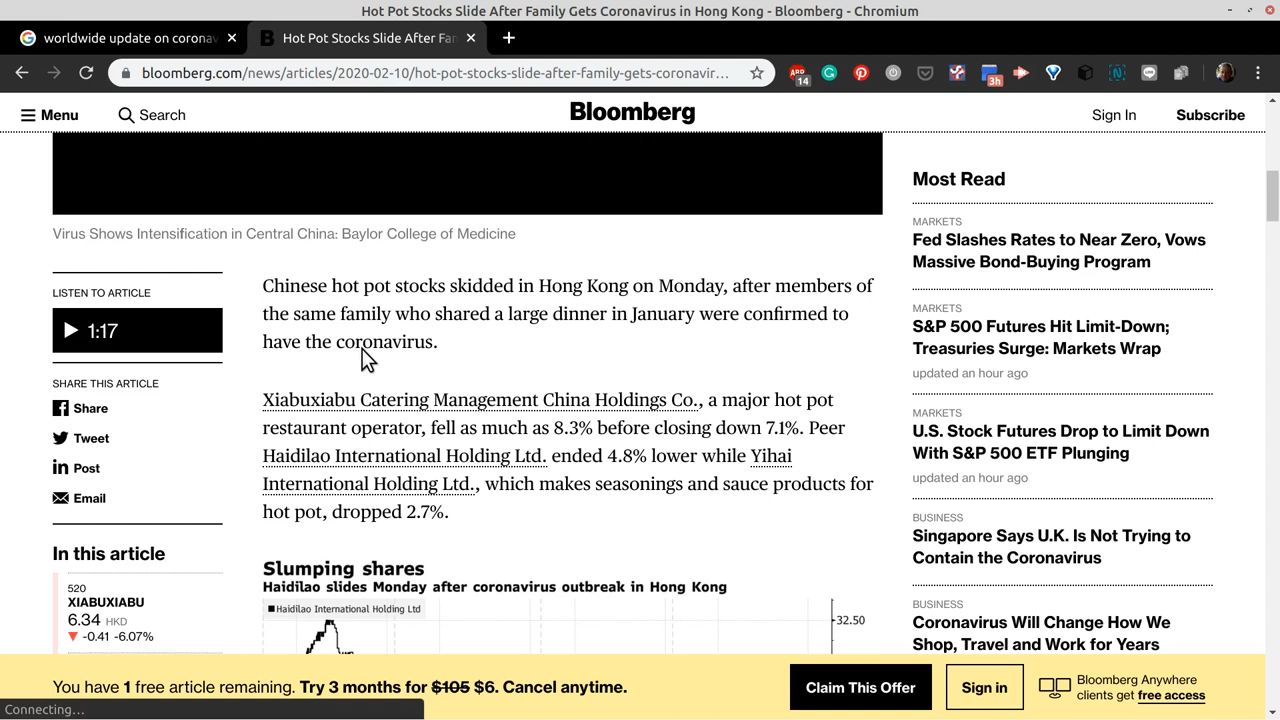 Hot Pot Stocks Slide After Family Gets Coronavirus in Hong Kong - Bloomberg - Chromium
worldwide update on coronav
Hot Pot Stocks Slide After Fam
bloomberg.com/news/articles/2020-02-10/hot-pot-stocks-slide-after-family-gets-coronavir...
ABP
14
3h
Menu
Search
Bloomberg
Sign In
Subscribe
Virus Shows Intensification in Central China: Baylor College of Medicine
LISTEN TO ARTICLE
1:17
SHARE THIS ARTICLE
Share
Tweet
Post
Email
In this article
520
XIABUXIABU
6.34 HKD
-0.41 -6.07%
Chinese hot pot stocks skidded in Hong Kong on Monday, after members of
the same family who shared a large dinner in January were confirmed to
have the coronavirus.
Xiabuxiabu Catering Management China Holdings Co., a major hot pot
restaurant operator, fell as much as 8.3% before closing down 7.1%. Peer
Haidilao International Holding Ltd. ended 4.8% lower while Yihai
International Holding Ltd., which makes seasonings and sauce products for
hot pot, dropped 2.7%.
Slumping shares
Haidilao slides Monday after coronavirus outbreak in Hong Kong
Haidilao International Holding Ltd
32.50
Most Read
MARKETS
Fed Slashes Rates to Near Zero, Vows
Massive Bond-Buying Program
MARKETS
S&P 500 Futures Hit Limit-Down;
Treasuries Surge: Markets Wrap
updated an hour ago
MARKETS
U.S. Stock Futures Drop to Limit Down
With S&P 500 ETF Plunging
updated an hour ago
BUSINESS
Singapore Says U.K. Is Not Trying to
Contain the Coronavirus
BUSINESS
Coronavirus Will Change How We
Shop, Travel and Work for Years
You have 1 free article remaining. Try 3 months for $105 $6. Cancel anytime.
Claim This Offer
Sign in
Bloomberg Anywhere
clients get free access
Connecting...